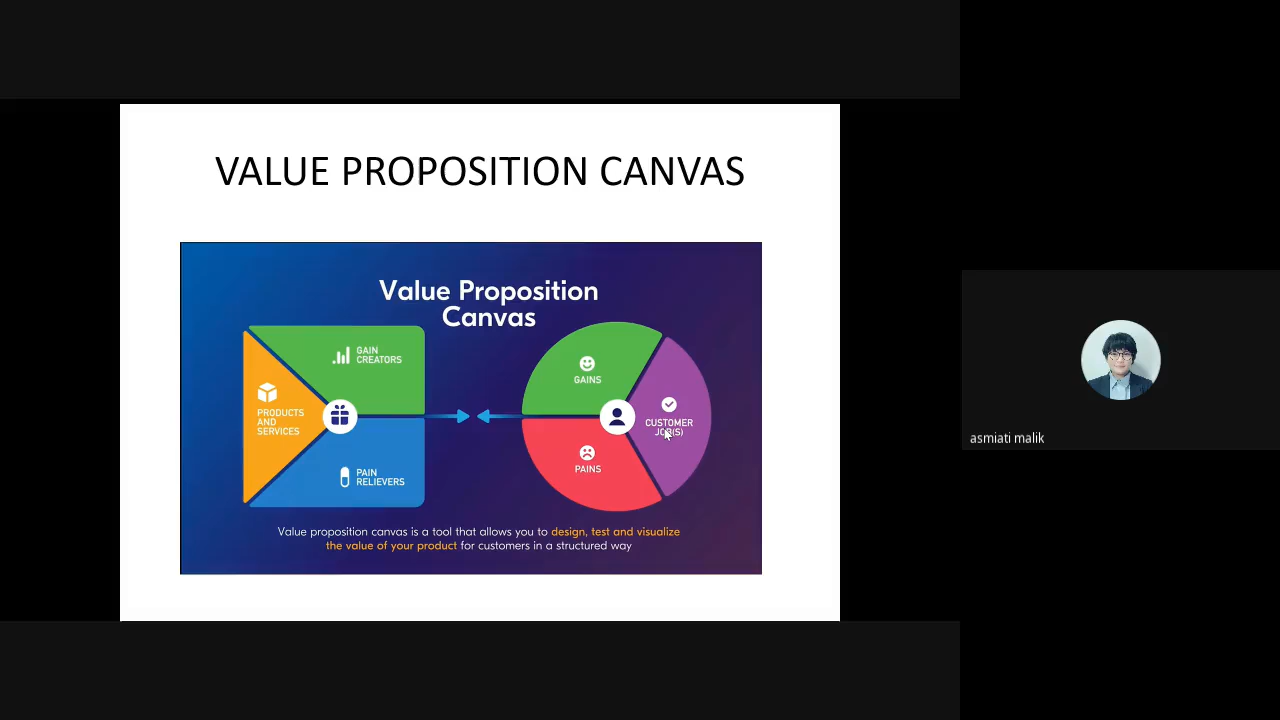 VALUE PROPOSITION CANVAS
Value Proposition
Canvas
GAIN
CREATORS
PRODUCTS
AND
SERVICES
PAIN
RELIEVERS
GAINS
CUSTOMER
JOB(S)
PAINS
Value proposition canvas is a tool that allows you to design, test and visualize
the value of your product for customers in a structured way
asmiati malik